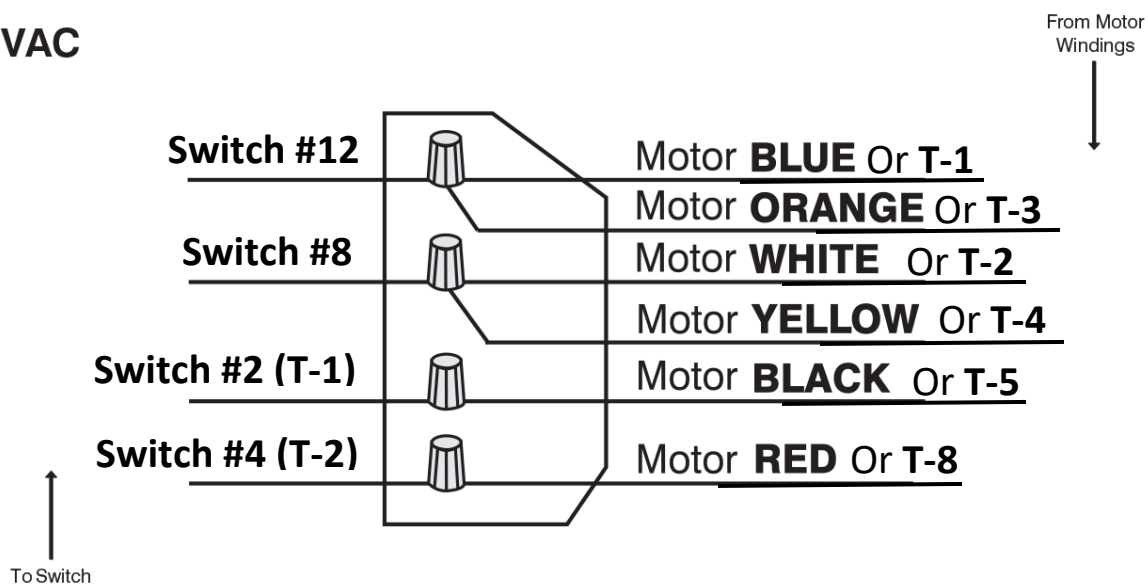 VAC
From Motor
Windings
Switch #12
Motor BLUE Or T-1
Motor ORANGE Or T-3
Switch #8
Motor WHITE Or T-2
Motor YELLOW Or T-4
Switch #2 (T-1)
Motor BLACK Or T-5
Switch #4 (T-2)
Motor RED Or T-8
To Switch